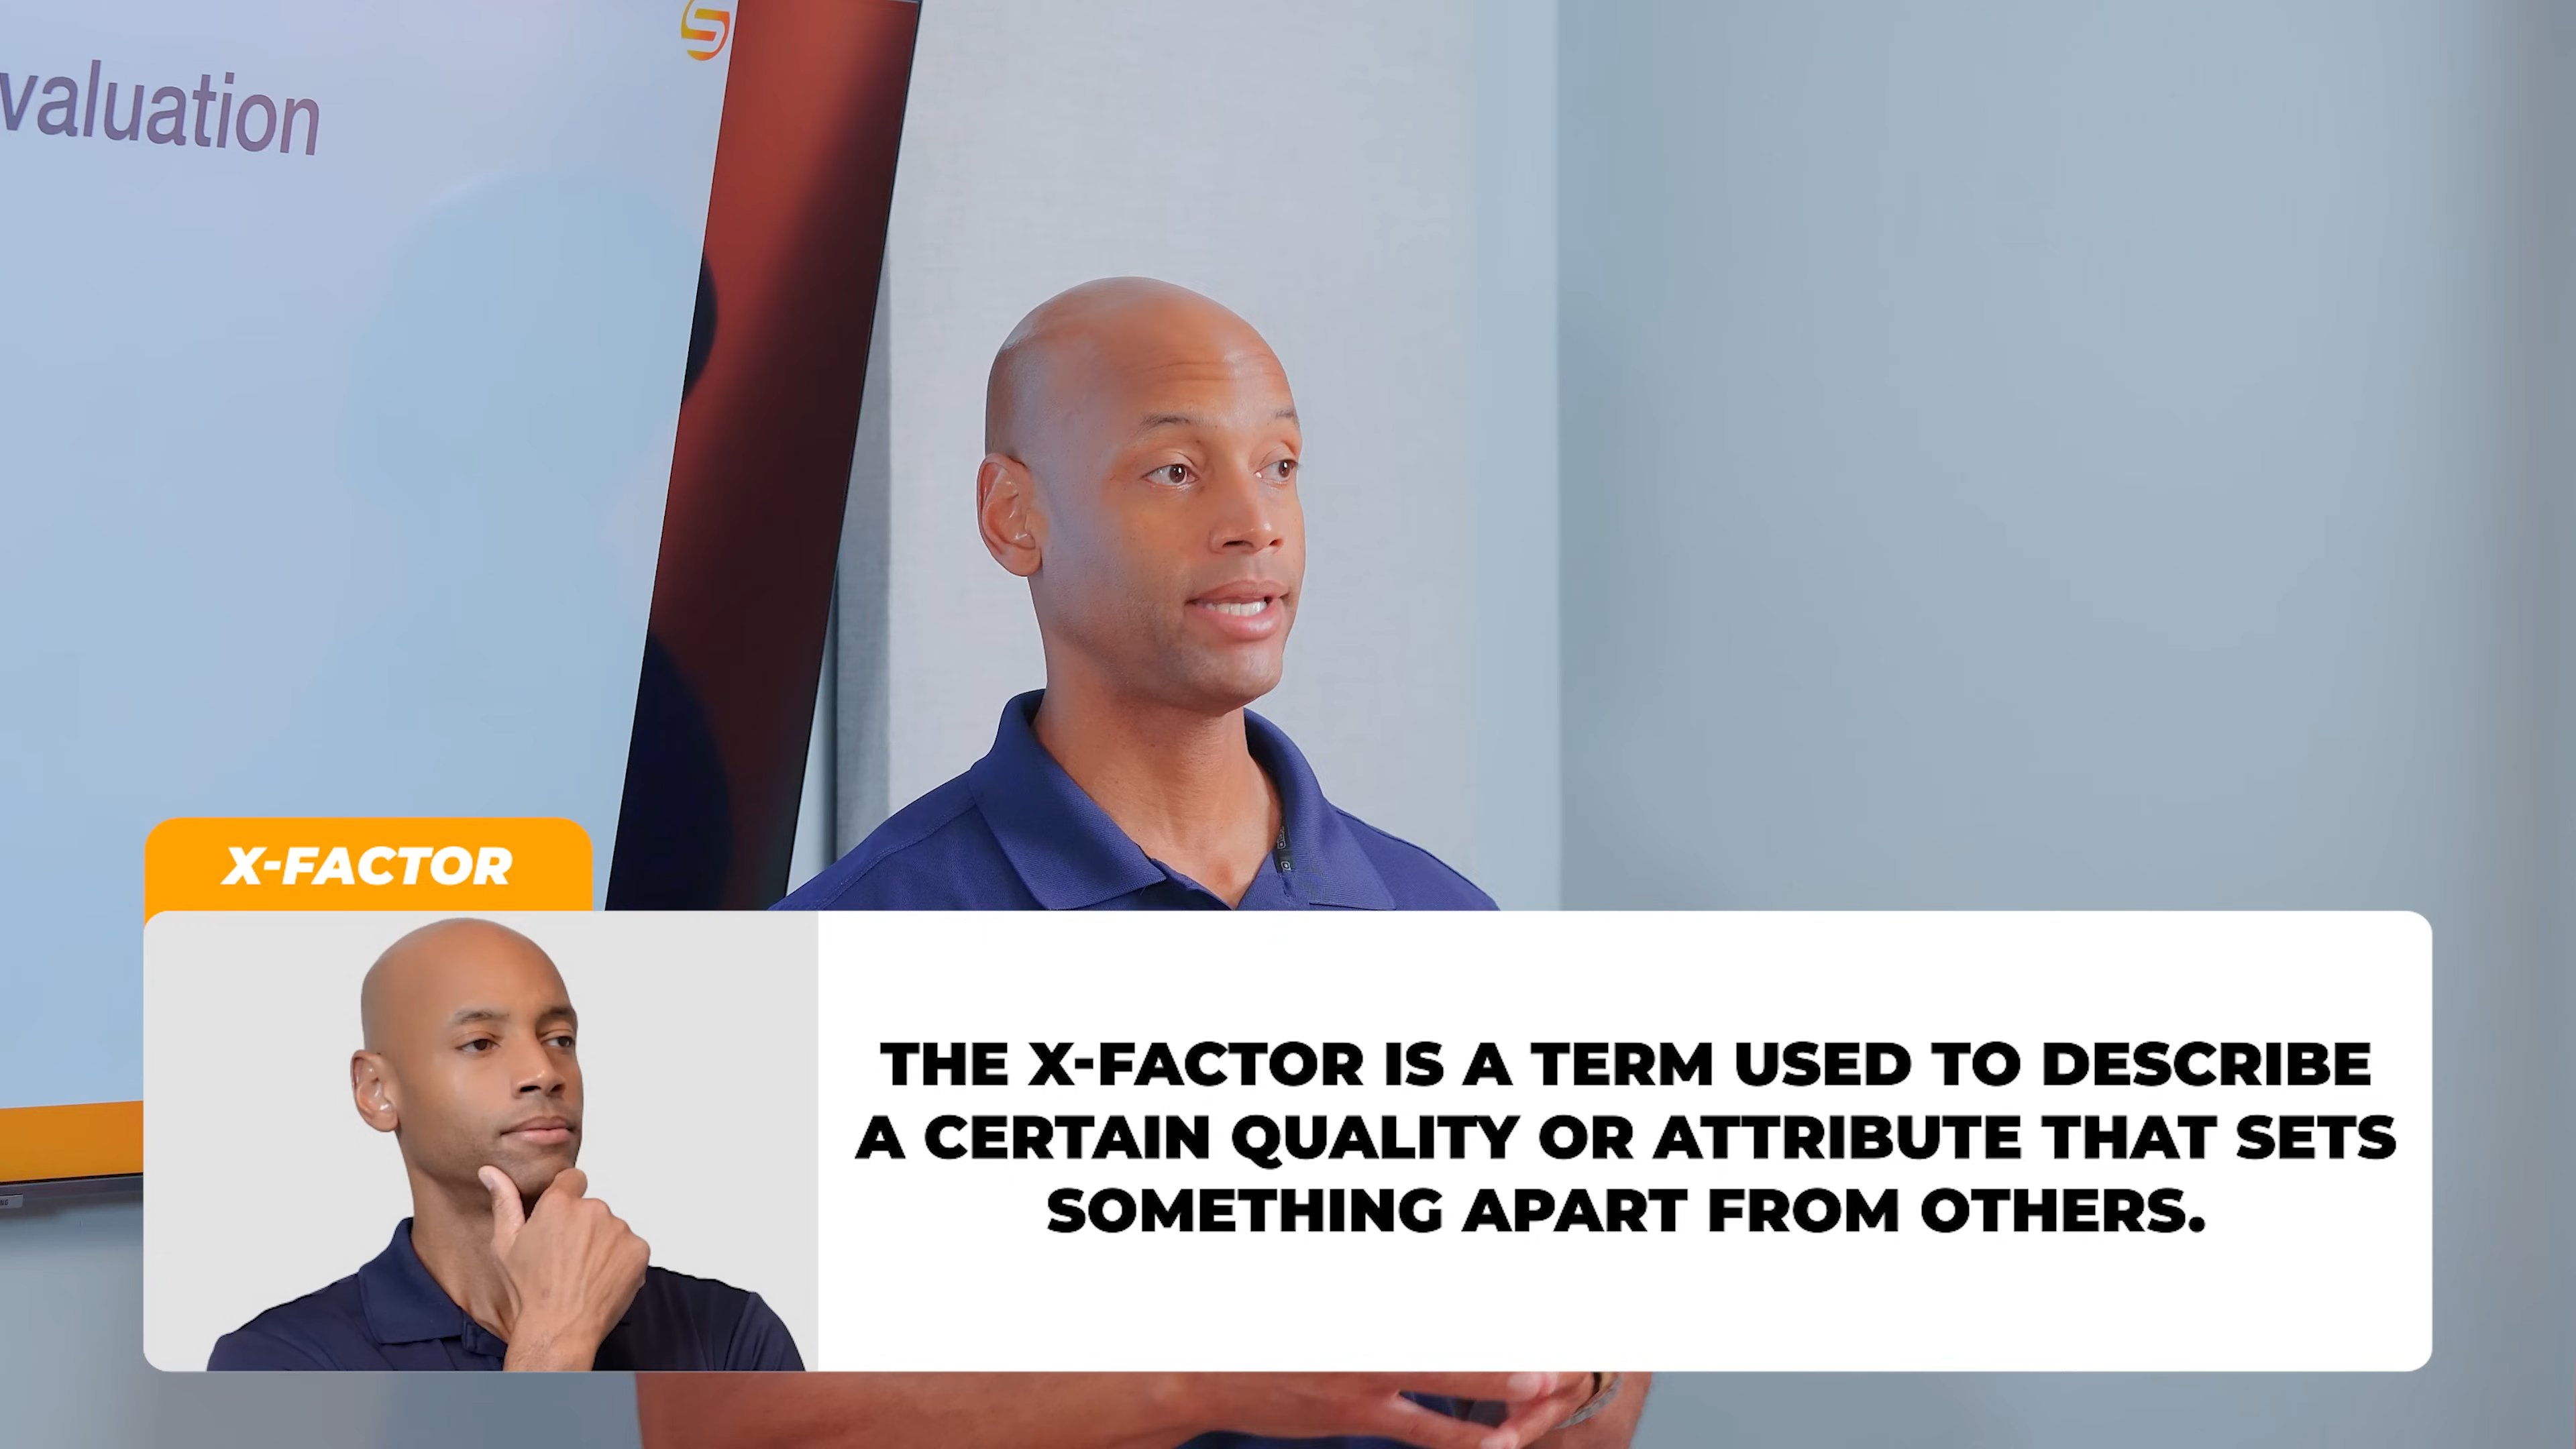 valuation
X-FACTOR
THE X-FACTOR IS A TERM USED TO DESCRIBE
A CERTAIN QUALITY OR ATTRIBUTE THAT SETS
SOMETHING APART FROM OTHERS.